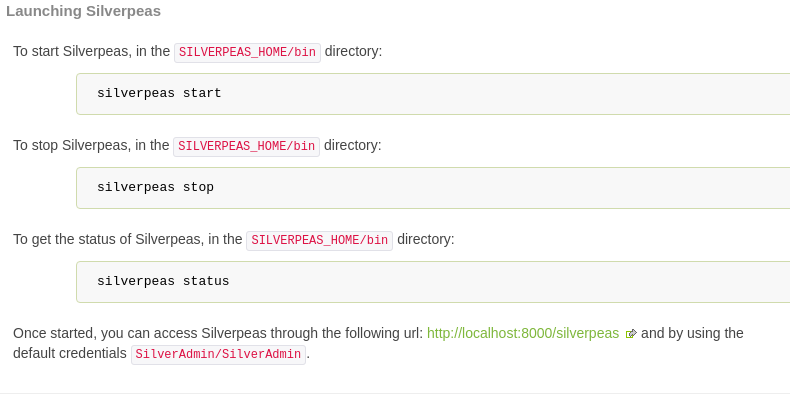 Launching Silverpeas
To start Silverpeas, in the SILVERPEAS_HOME/bin directory:
silverpeas start
To stop Silverpeas, in the SILVERPEAS_HOME/bin directory:
silverpeas stop
To get the status of Silverpeas, in the SILVERPEAS_HOME/bin directory:
silverpeas status
Once started, you can access Silverpeas through the following url: http://localhost:8000/silverpeas and by using the
default credentials SilverAdmin/SilverAdmin.